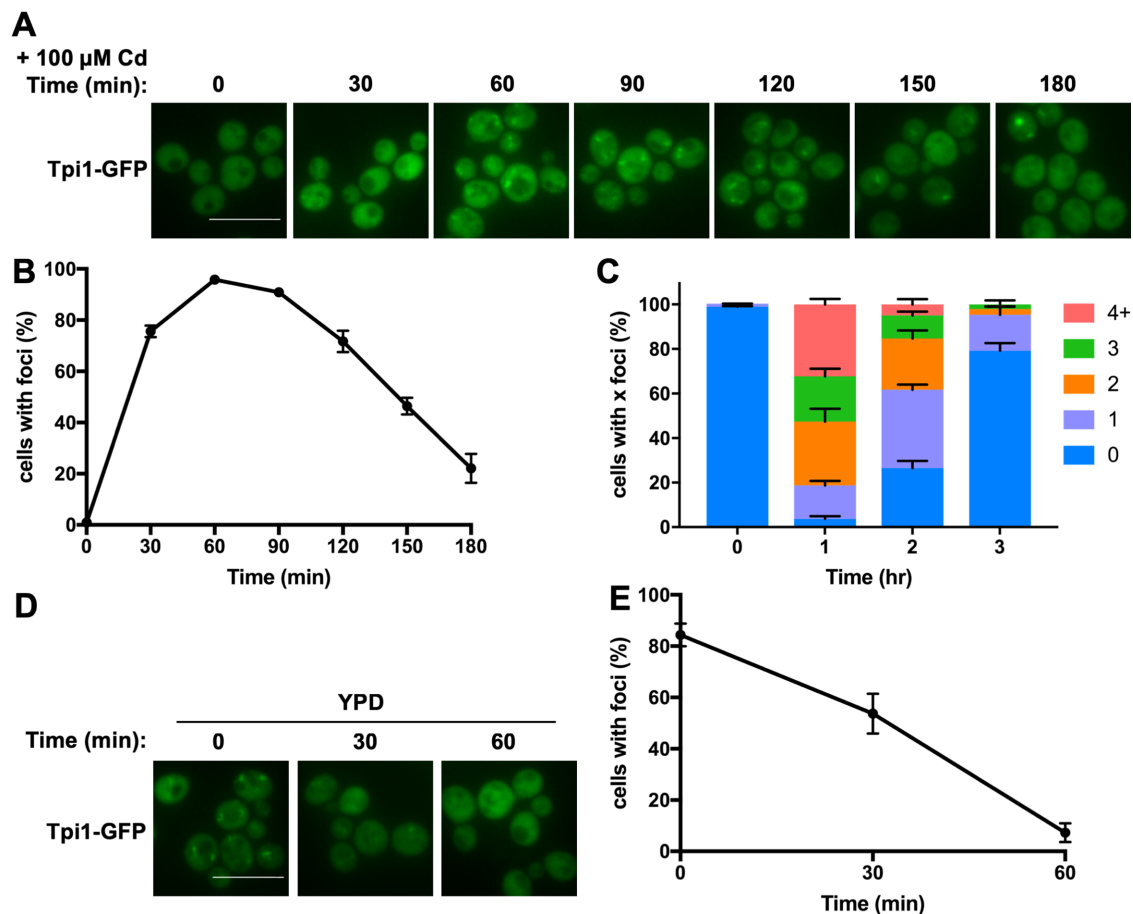 A
+ 100 µM Cd
Time (min): 0 30 60 90 120 150 180
Tpi1-GFP
B
cells with foci (%)
100
80
60
40
20
0
0 30 60 90 120 150 180
Time (min)
C
cells with x foci (%)
100
80
60
40
20
0
0 1 2 3
Time (hr)
4+
3
2
1
0
D
YPD
Time (min): 0 30 60
Tpi1-GFP
E
cells with foci (%)
100
80
60
40
20
0
0 30 60
Time (min)